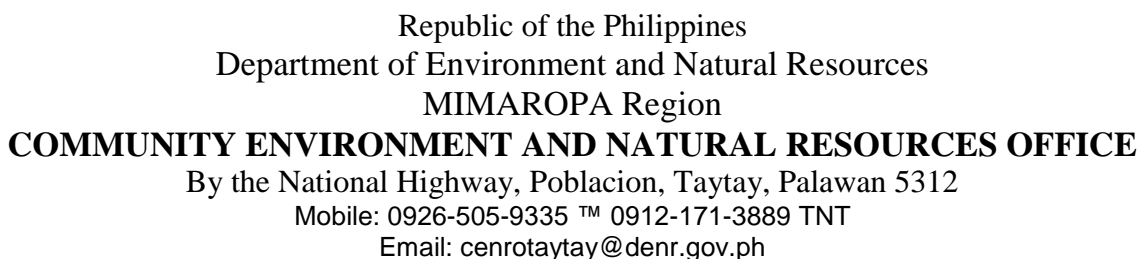 Republic of the Philippines
Department of Environment and Natural Resources
MIMAROPA Region
COMMUNITY ENVIRONMENT AND NATURAL RESOURCES OFFICE
By the National Highway, Poblacion, Taytay, Palawan 5312
Mobile: 0926-505-9335 ™ 0912-171-3889 TNT
Email: cenrotaytay@denr.gov.ph